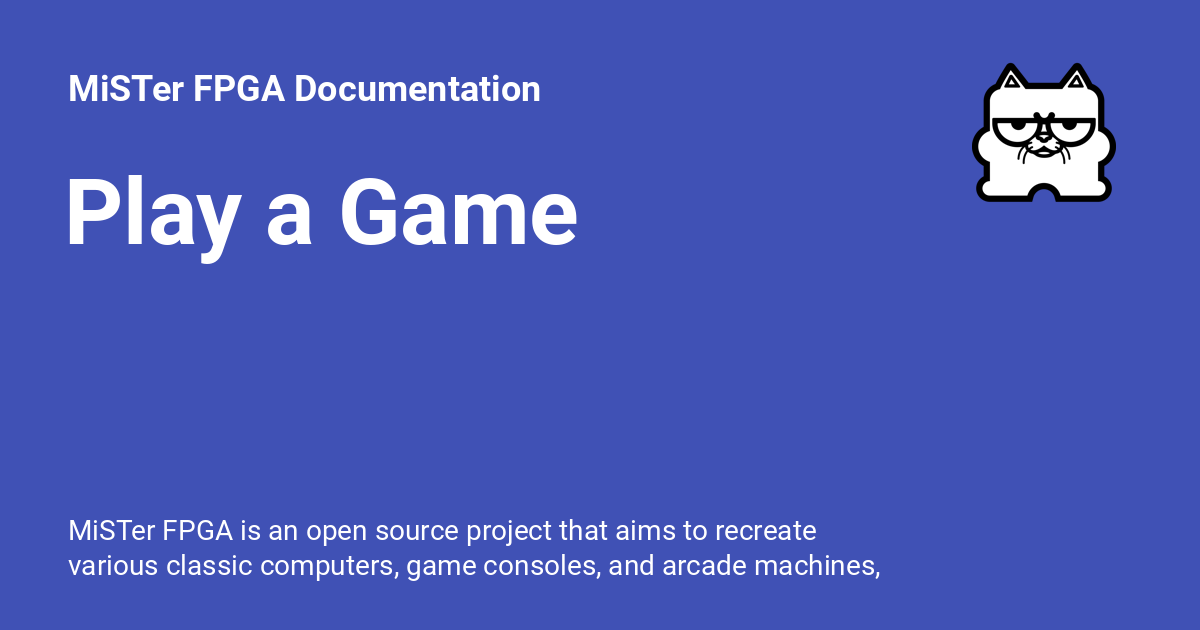 MiSTer FPGA Documentation
Play a Game
MiSTer FPGA is an open source project that aims to recreate
various classic computers, game consoles, and arcade machines,